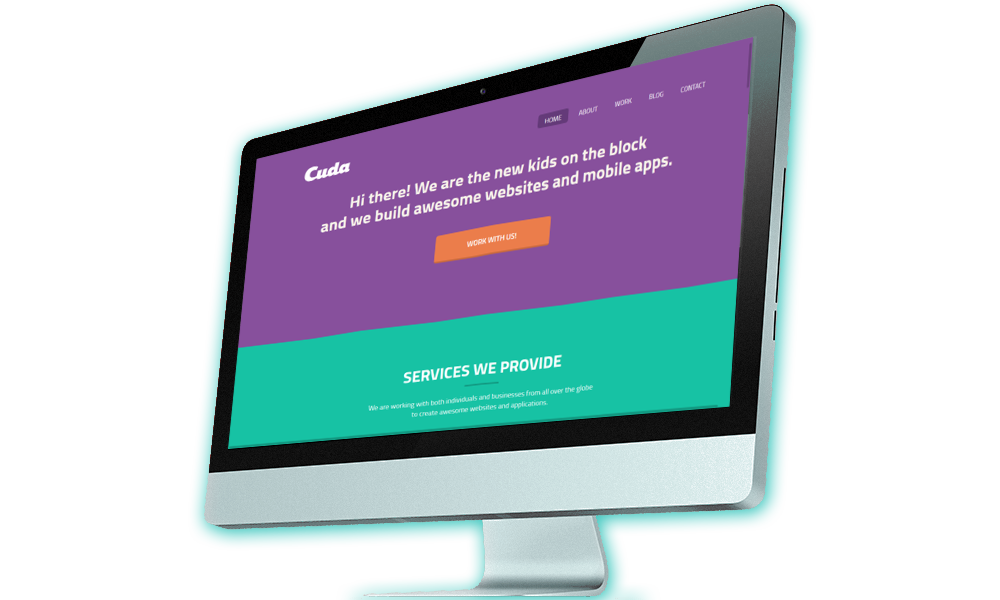 HOME ABOUT WORK BLOG CONTACT
Cuda
Hi there! We are the new kids on the block
and we build awesome websites and mobile apps.
WORK WITH US!
SERVICES WE PROVIDE
We are working with both individuals and businesses from all over the globe
to create awesome websites and applications.